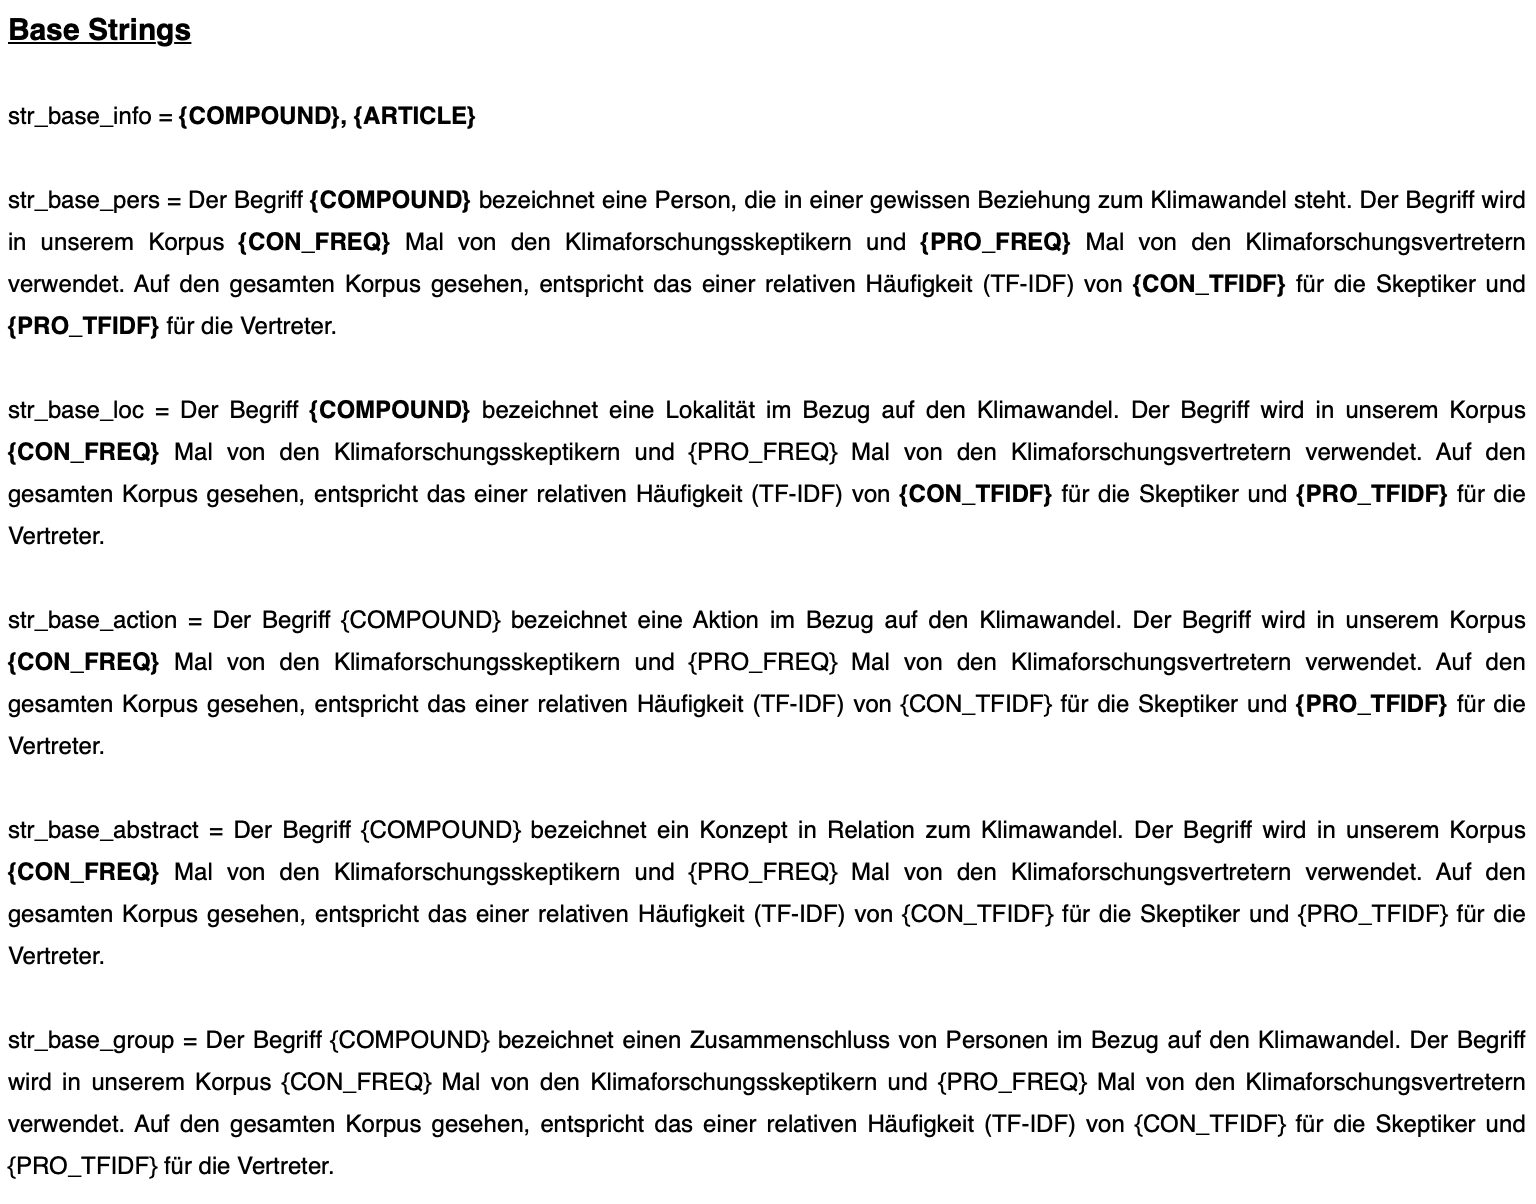 Base Strings
str_base_info = {COMPOUND}, {ARTICLE}
str_base_pers = Der Begriff {COMPOUND} bezeichnet eine Person, die in einer gewissen Beziehung zum Klimawandel steht. Der Begriff wird
in unserem Korpus {CON_FREQ} Mal von den Klimaforschungsskeptikern und {PRO_FREQ} Mal von den Klimaforschungsvertretern
verwendet. Auf den gesamten Korpus gesehen, entspricht das einer relativen Häufigkeit (TF-IDF) von {CON_TFIDF} für die Skeptiker und
{PRO_TFIDF} für die Vertreter.
str_base_loc = Der Begriff {COMPOUND} bezeichnet eine Lokalität im Bezug auf den Klimawandel. Der Begriff wird in unserem Korpus
{CON_FREQ} Mal von den Klimaforschungsskeptikern und {PRO_FREQ} Mal von den Klimaforschungsvertretern verwendet. Auf den
gesamten Korpus gesehen, entspricht das einer relativen Häufigkeit (TF-IDF) von {CON_TFIDF} für die Skeptiker und {PRO_TFIDF} für die
Vertreter.
str_base_action = Der Begriff {COMPOUND} bezeichnet eine Aktion im Bezug auf den Klimawandel. Der Begriff wird in unserem Korpus
{CON_FREQ} Mal von den Klimaforschungsskeptikern und {PRO_FREQ} Mal von den Klimaforschungsvertretern verwendet. Auf den
gesamten Korpus gesehen, entspricht das einer relativen Häufigkeit (TF-IDF) von {CON_TFIDF} für die Skeptiker und {PRO_TFIDF} für die
Vertreter.
str_base_abstract = Der Begriff {COMPOUND} bezeichnet ein Konzept in Relation zum Klimawandel. Der Begriff wird in unserem Korpus
{CON_FREQ} Mal von den Klimaforschungsskeptikern und {PRO_FREQ} Mal von den Klimaforschungsvertretern verwendet. Auf den
gesamten Korpus gesehen, entspricht das einer relativen Häufigkeit (TF-IDF) von {CON_TFIDF} für die Skeptiker und {PRO_TFIDF} für die
Vertreter.
str_base_group = Der Begriff {COMPOUND} bezeichnet einen Zusammenschluss von Personen im Bezug auf den Klimawandel. Der Begriff
wird in unserem Korpus {CON_FREQ} Mal von den Klimaforschungsskeptikern und {PRO_FREQ} Mal von den Klimaforschungsvertretern
verwendet. Auf den gesamten Korpus gesehen, entspricht das einer relativen Häufigkeit (TF-IDF) von {CON_TFIDF} für die Skeptiker und
{PRO_TFIDF} für die Vertreter.